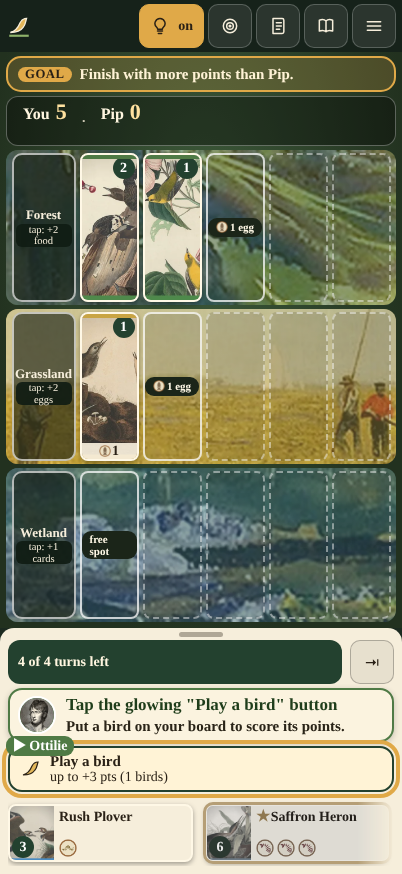 on
GOAL Finish with more points than Pip.
You 5 . Pip 0
Forest
tap: +2
food
2
1
1 egg
Grassland
tap: +2
eggs
1
1
1 egg
Wetland
tap: +1
cards
free
spot
4 of 4 turns left
Tap the glowing "Play a bird" button
Put a bird on your board to score its points.
▶ Ottilie
Play a bird
up to +3 pts (1 birds)
Rush Plover
3
★Saffron Heron
6